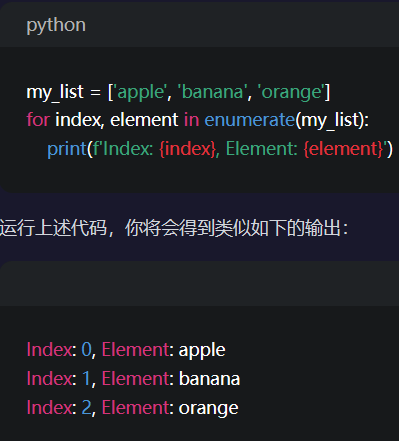 python
my_list = ['apple', 'banana', 'orange']
for index, element in enumerate(my_list):
    print(f'Index: {index}, Element: {element}')
运行上述代码，你将会得到类似如下的输出：
Index: 0, Element: apple
Index: 1, Element: banana
Index: 2, Element: orange